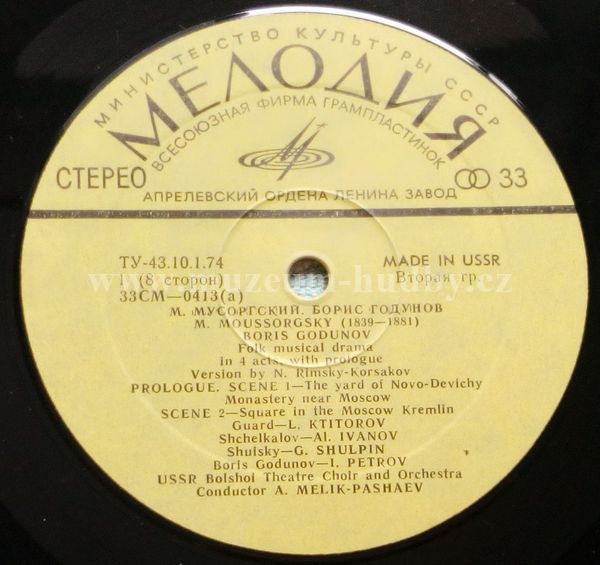 МИНИСТЕРСТВО КУЛЬТУРЫ СССР
МЕЛОДИЯ
ВСЕСОЮЗНАЯ ФИРМА ГРАМПЛАСТИНОК
СТЕРЕО
33
АПРЕЛЕВСКИЙ ОРДЕНА ЛЕНИНА ЗАВОД
ТУ-43.10.1.74
MADE IN USSR
(8 сторон)
Вторая гр.
www.muzeum-hudby.cz
33СМ—0413(а)
М. МУСОРГСКИЙ. БОРИС ГОДУНОВ
M. MOUSSORGSKY (1839—1881)
BORIS GODUNOV
Folk musical drama
in 4 acts, with prologue
Version by N. Rimsky-Korsakov
PROLOGUE. SCENE 1—The yard of Novo-Devichy
Monastery near Moscow
SCENE 2—Square in the Moscow Kremlin
Guard—L. KTITOROV
Shchelkalov—Al. IVANOV
Shuisky—G. SHULPIN
Boris Godunov—I. PETROV
USSR Bolshoi Theatre Choir and Orchestra
Conductor A. MELIK-PASHAEV